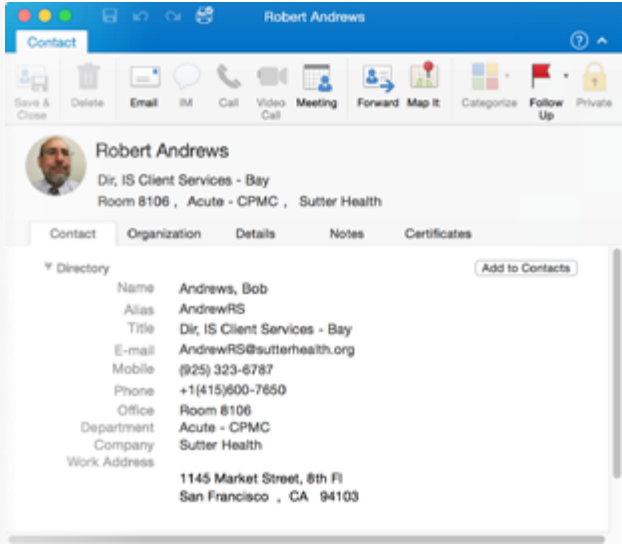 Robert Andrews
Contact
Save & Close
Delete
Email
IM
Call
Video Call
Meeting
Forward
Map It
Categorize
Follow Up
Private
Robert Andrews
Dir, IS Client Services - Bay
Room 8106 , Acute - CPMC , Sutter Health
Contact Organization Details Notes Certificates
Directory Add to Contacts
Name Andrews, Bob
Alias AndrewRS
Title Dir, IS Client Services - Bay
E-mail AndrewRS@sutterhealth.org
Mobile (925) 323-6787
Phone +1(415)600-7650
Office Room 8106
Department Acute - CPMC
Company Sutter Health
Work Address
1145 Market Street, 8th Fl
San Francisco , CA 94103